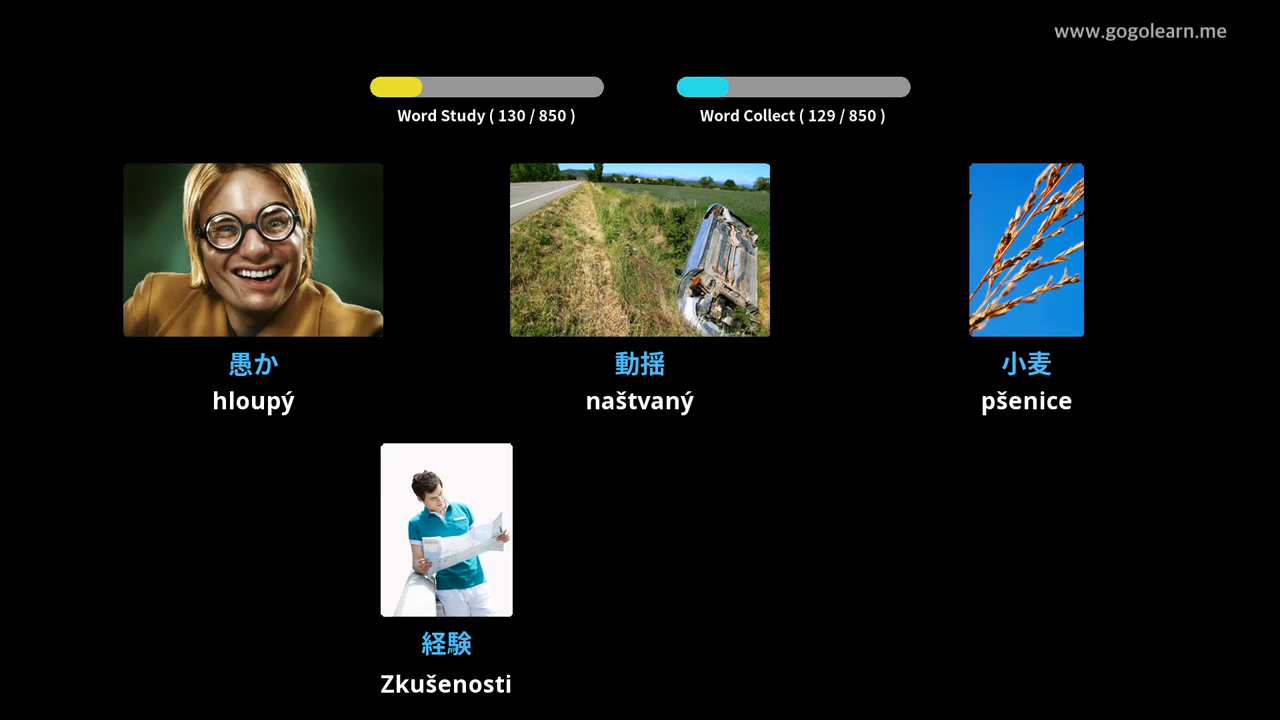 www.gogolearn.me
Word Study ( 130 / 850 )
Word Collect ( 129 / 850 )
愚か
hloupý
動揺
naštvaný
小麦
pšenice
経験
Zkušenosti